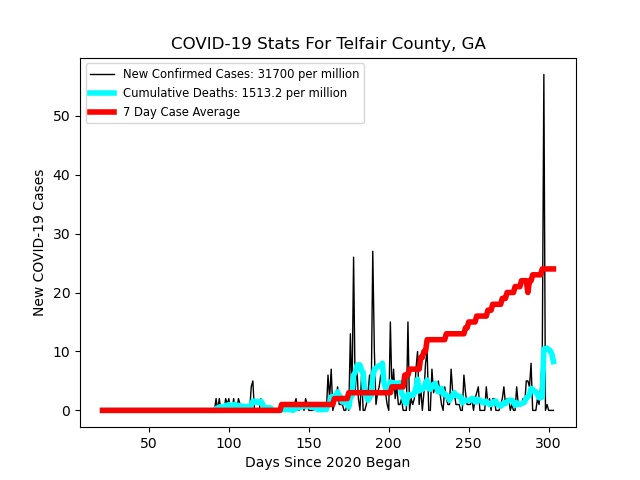 COVID-19 Stats For Telfair County, GA
New Confirmed Cases: 31700 per million
Cumulative Deaths: 1513.2 per million
7 Day Case Average
New COVID-19 Cases
50
40
30
20
10
0
50 100 150 200 250 300
Days Since 2020 Began